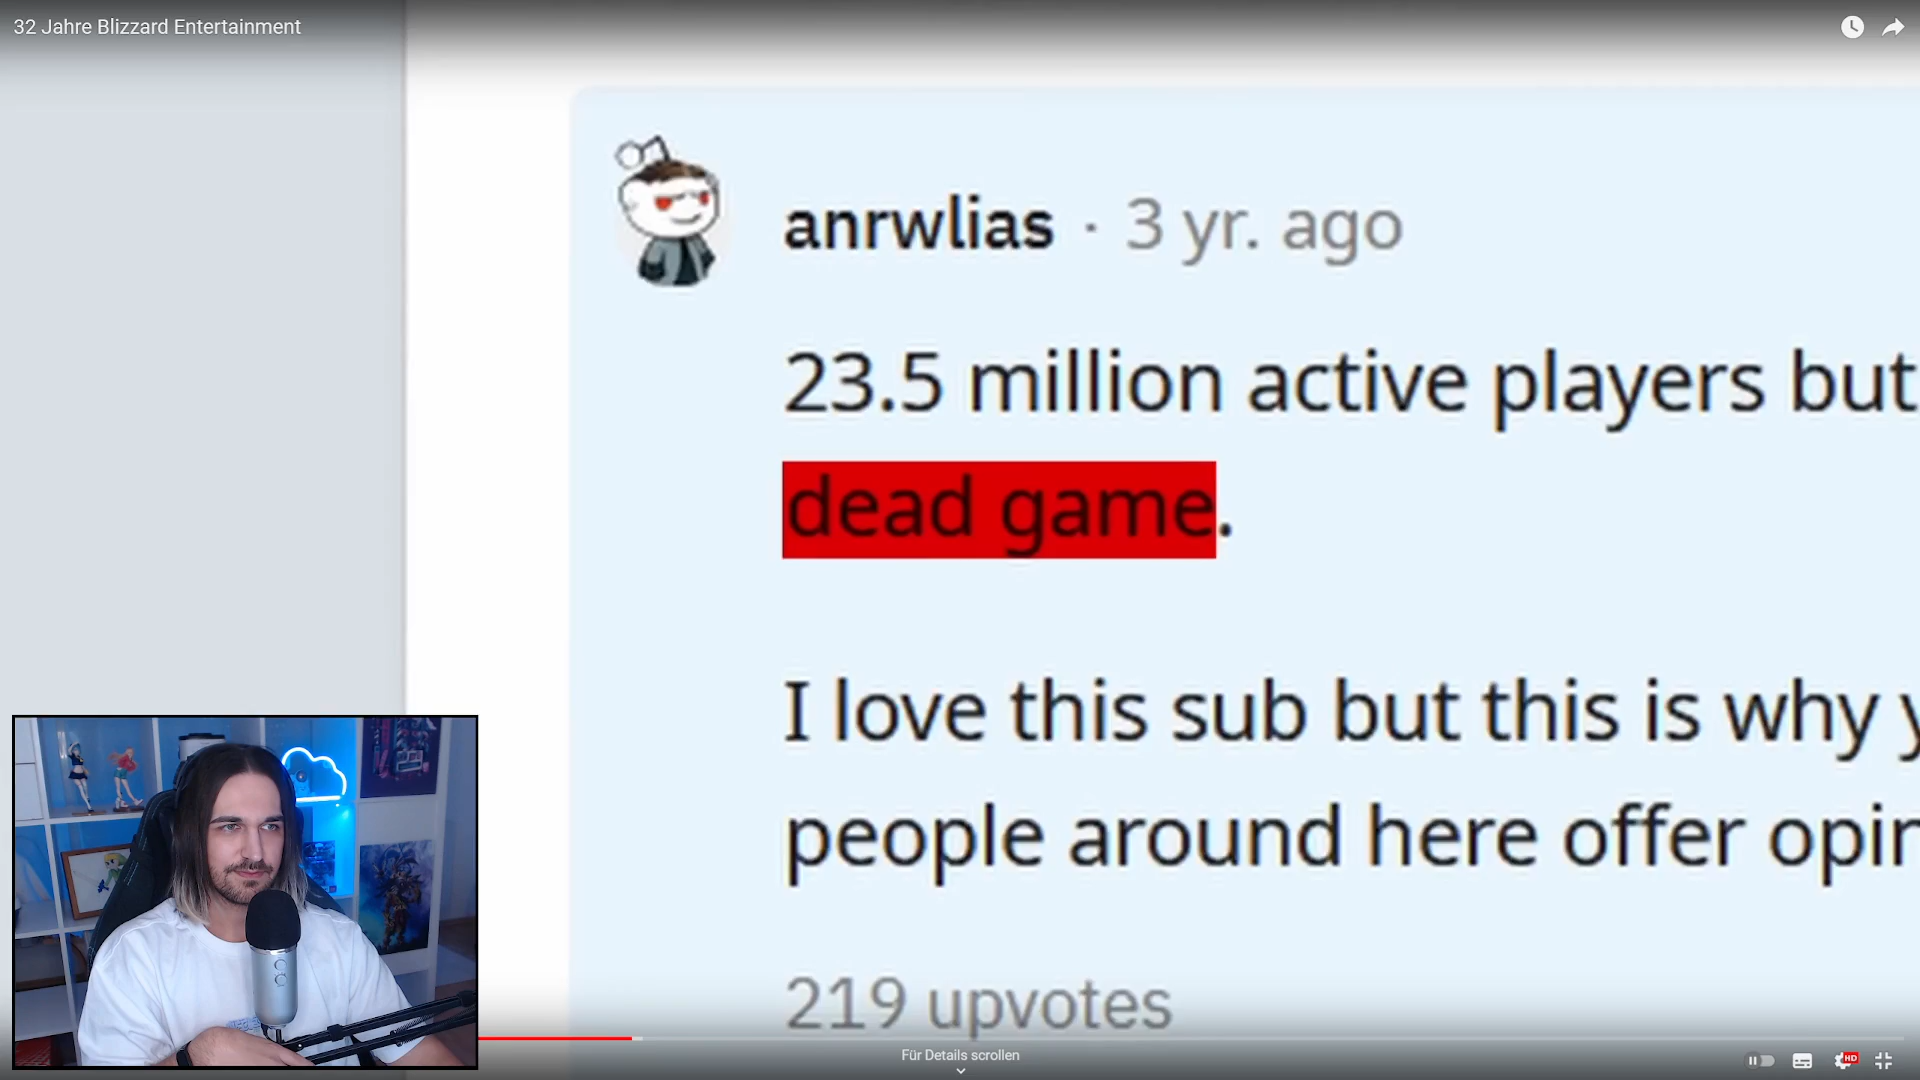 32 Jahre Blizzard Entertainment
anrwlias · 3 yr. ago
23.5 million active players but
dead game.
I love this sub but this is why
people around here offer
219 upvotes
Für Details scrollen
HD